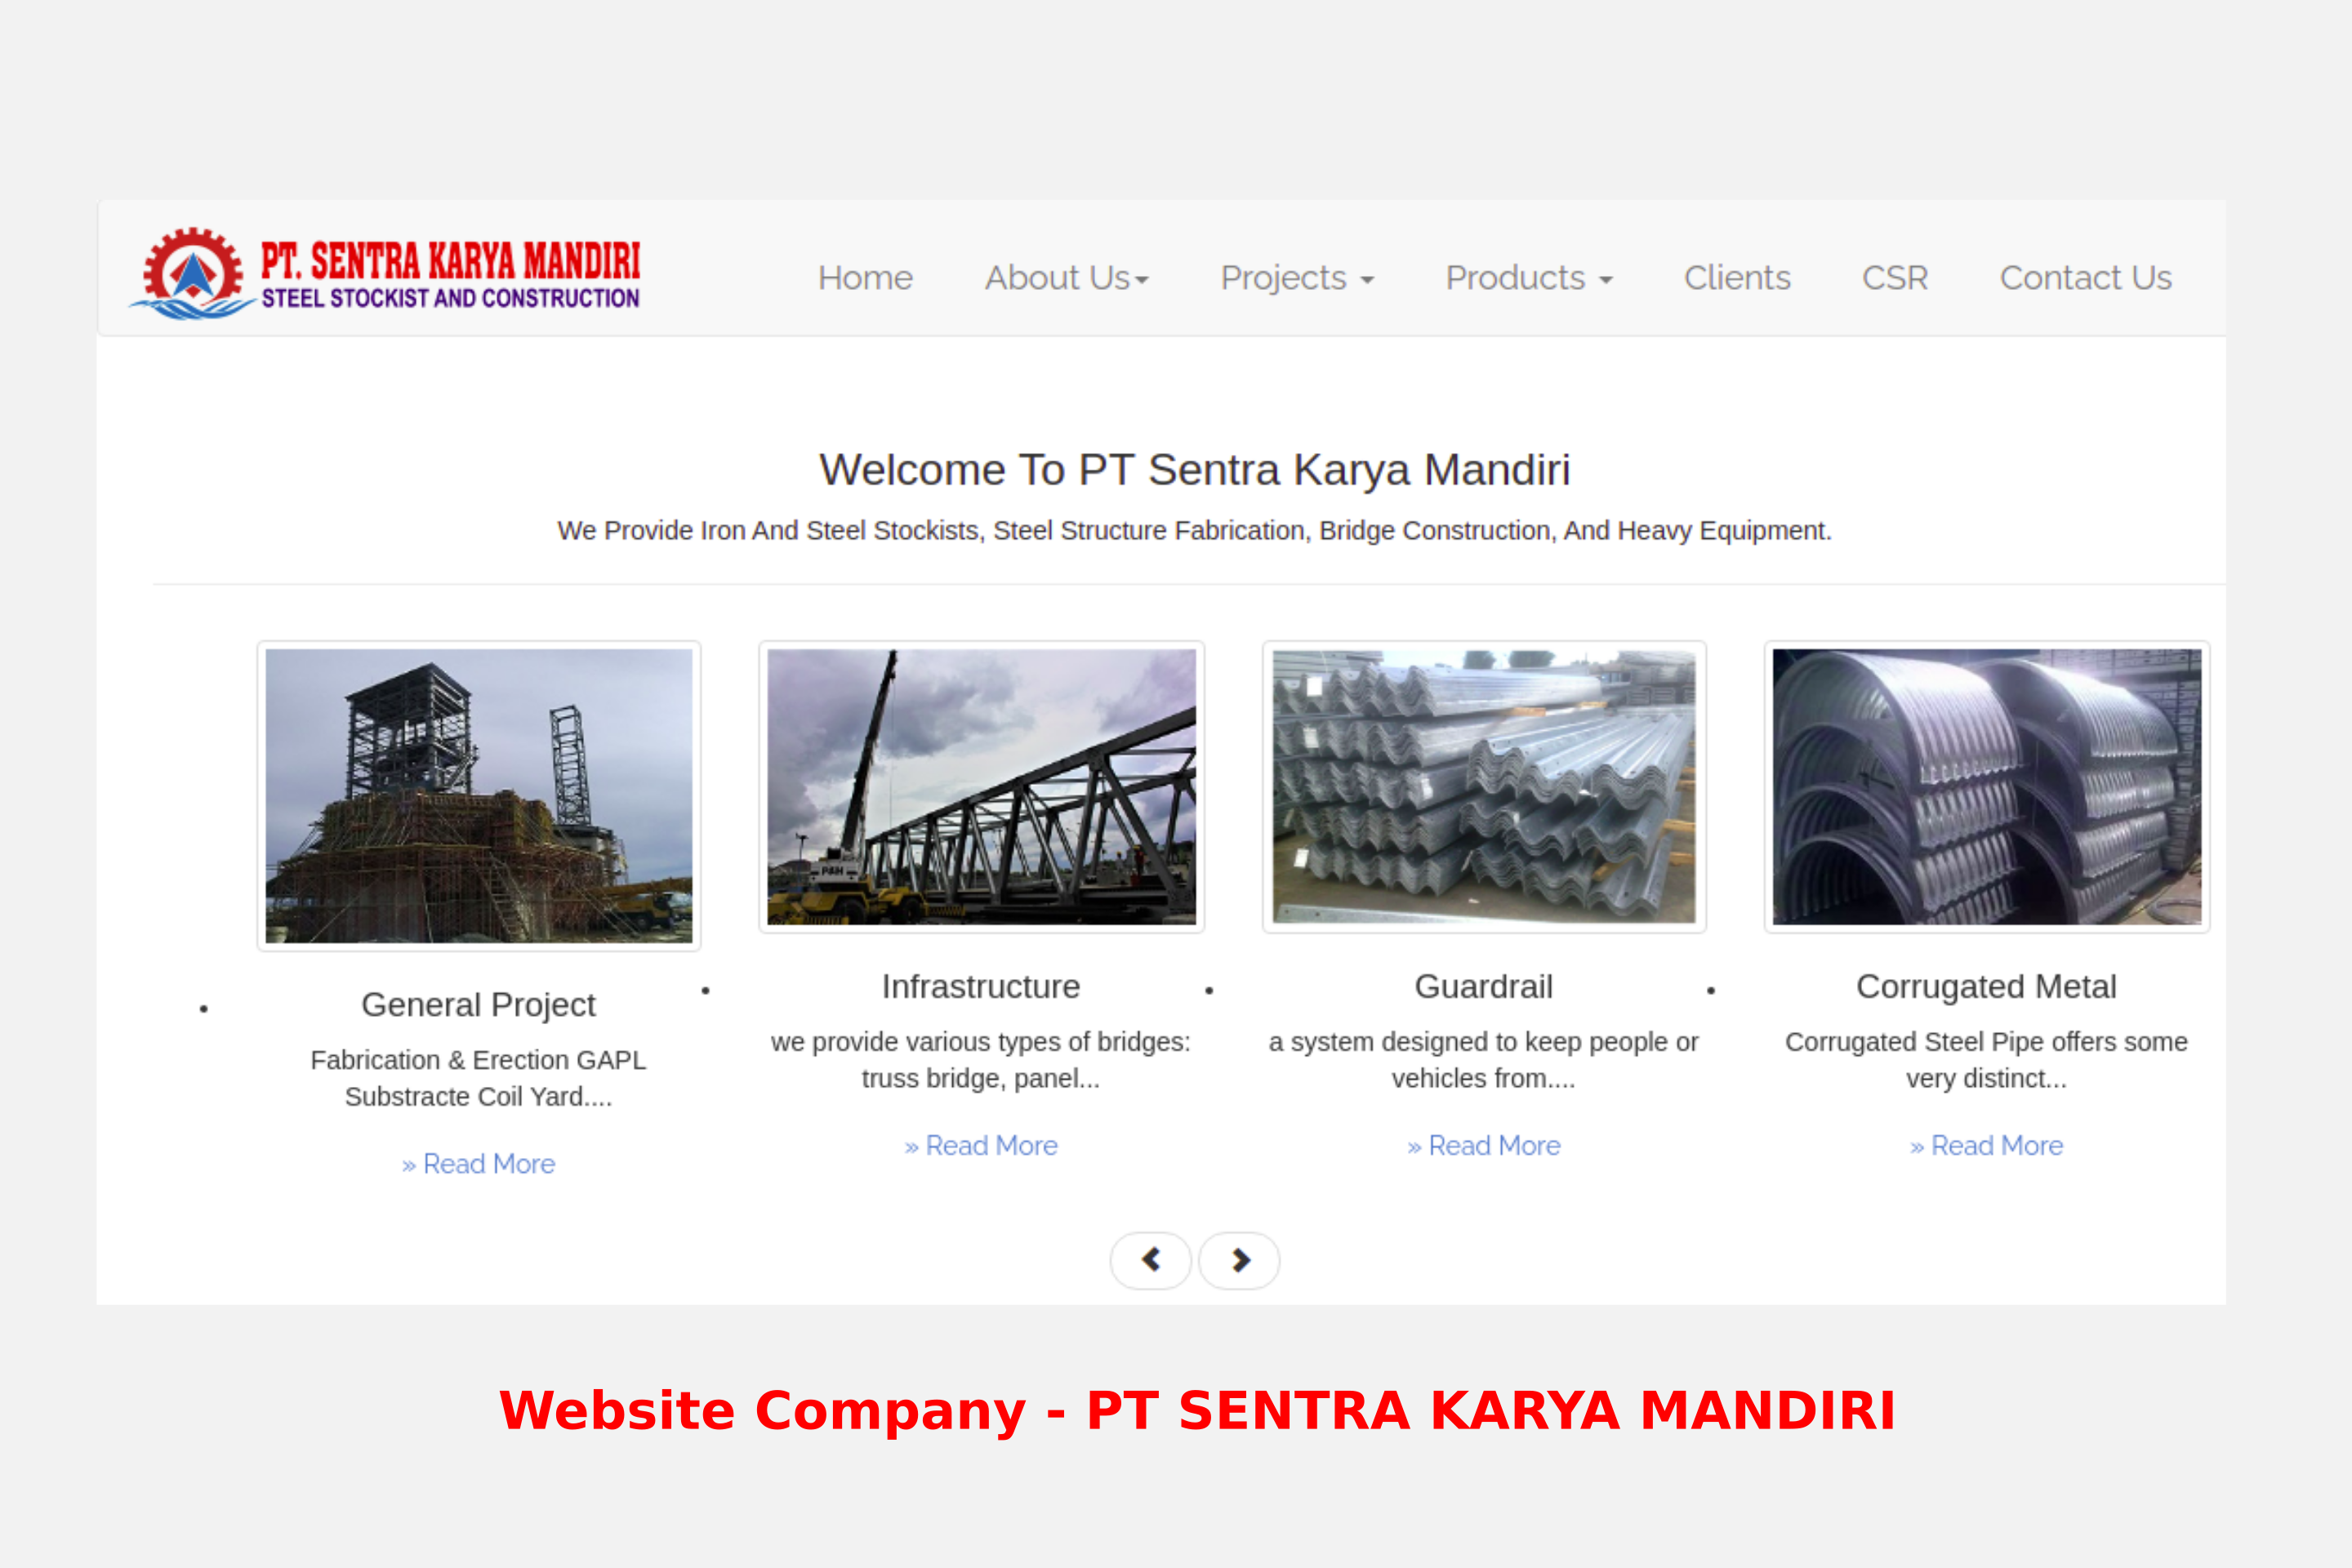 PT. SENTRA KARYA MANDIRI
STEEL STOCKIST AND CONSTRUCTION
Home About Us Projects Products Clients CSR Contact Us
Welcome To PT Sentra Karya Mandiri
We Provide Iron And Steel Stockists, Steel Structure Fabrication, Bridge Construction, And Heavy Equipment.
P&H
General Project
Fabrication & Erection GAPL
Substracte Coil Yard....
» Read More
Infrastructure
we provide various types of bridges:
truss bridge, panel...
» Read More
Guardrail
a system designed to keep people or
vehicles from....
» Read More
Corrugated Metal
Corrugated Steel Pipe offers some
very distinct...
» Read More
Website Company - PT SENTRA KARYA MANDIRI